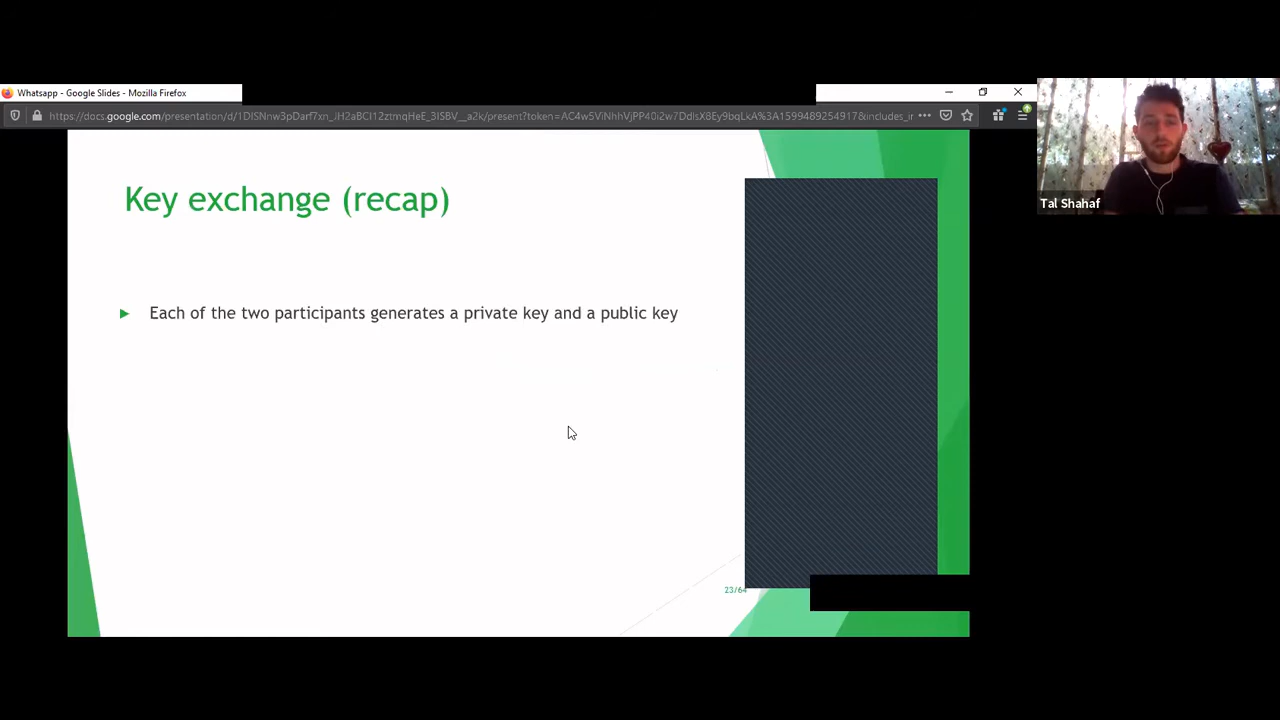 Whatsapp - Google Slides - Mozilla Firefox
Tal Shahaf
Key exchange (recap)
Each of the two participants generates a private key and a public key
23/64